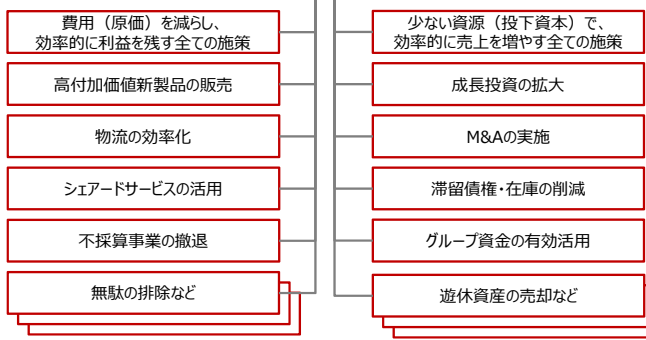 費用（原価）を減らし、
効率的に利益を残す全ての施策
高付加価値新製品の販売
物流の効率化
シェアードサービスの活用
不採算事業の撤退
無駄の排除など
少ない資源（投下資本）で、
効率的に売上を増やす全ての施策
成長投資の拡大
M&Aの実施
滞留債権・在庫の削減
グループ資金の有効活用
遊休資産の売却など